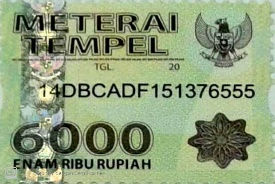 METERAI
TEMPEL
TGL 20
14DBCADF151376555
6000
ENAM RIBU RUPIAH